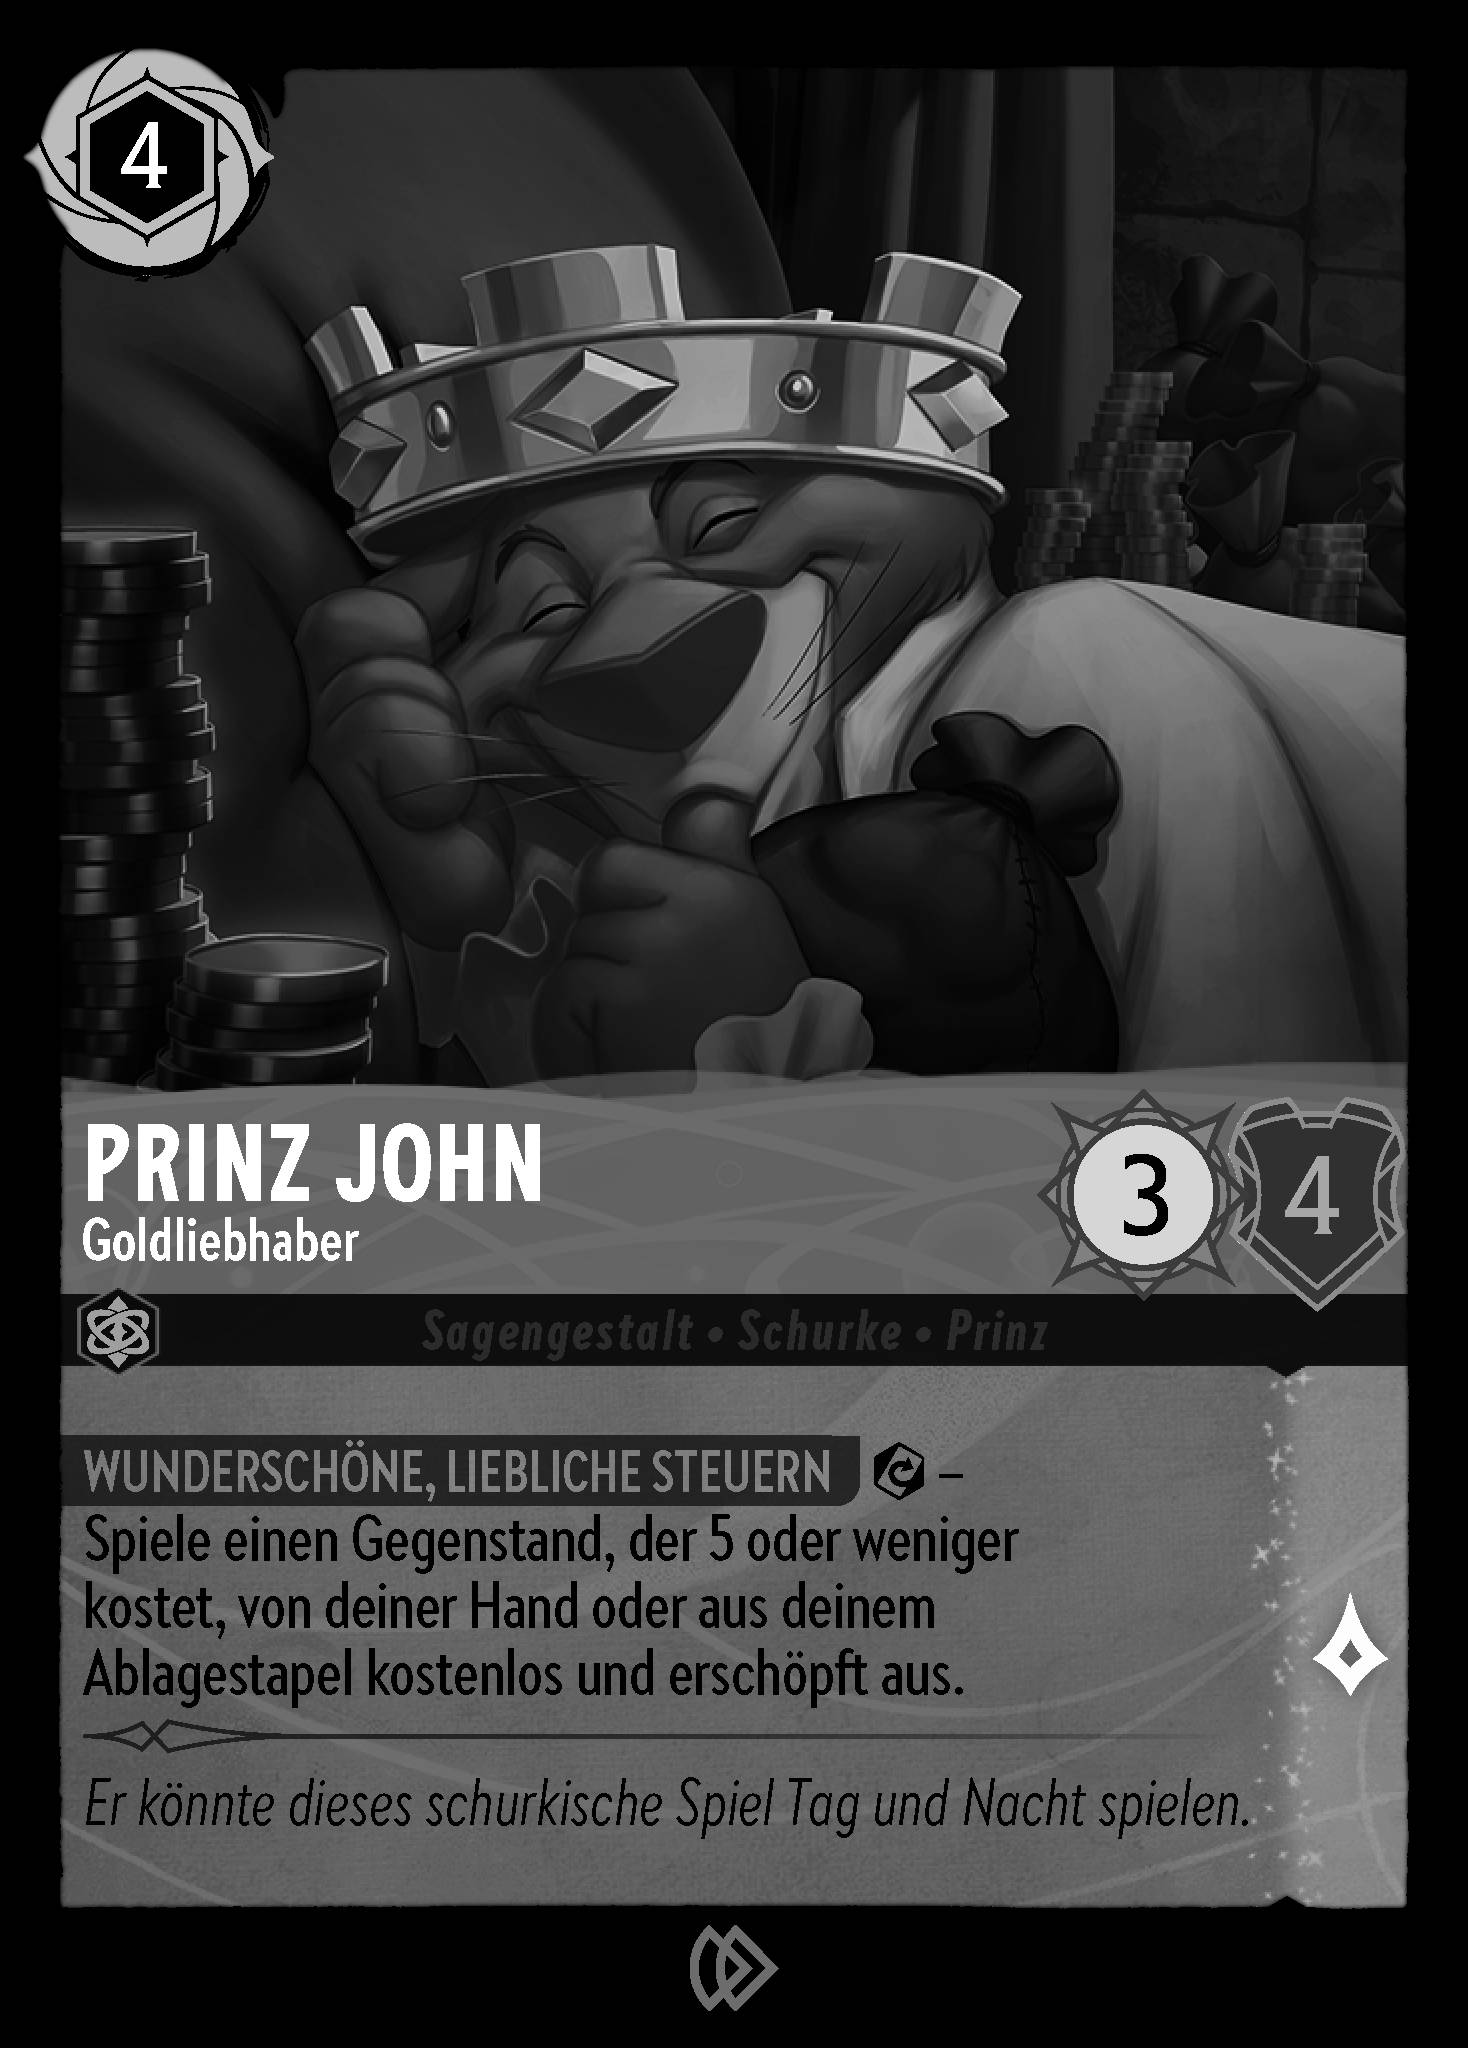 4
PRINZ JOHN
Goldliebhaber
3
4
Sagengestalt • Schurke • Prinz
WUNDERSCHÖNE, LIEBLICHE STEUERN –
Spiele einen Gegenstand, der 5 oder weniger
kostet, von deiner Hand oder aus deinem
Ablagestapel kostenlos und erschöpft aus.
Er könnte dieses schurkische Spiel Tag und Nacht spielen.